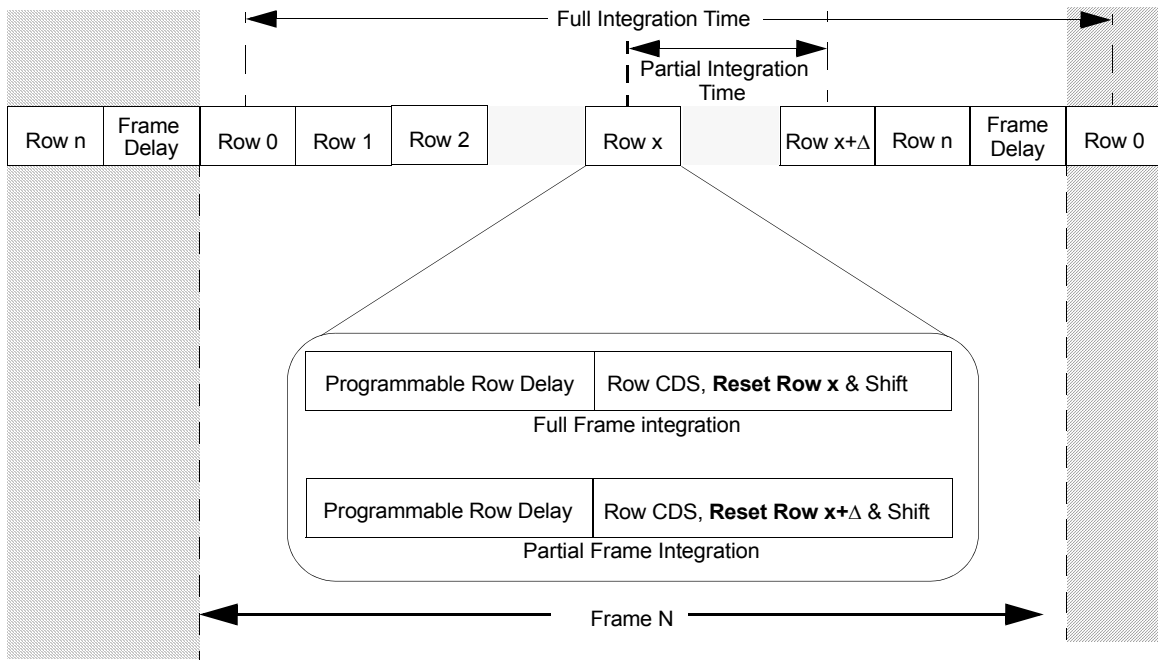 Full Integration Time
Partial Integration
Time
Row n
Frame
Delay
Row 0
Row 1
Row 2
Row x
Row x+Δ
Row n
Frame
Delay
Row 0
Programmable Row Delay
Row CDS, Reset Row x & Shift
Full Frame integration
Programmable Row Delay
Row CDS, Reset Row x+Δ & Shift
Partial Frame Integration
Frame N